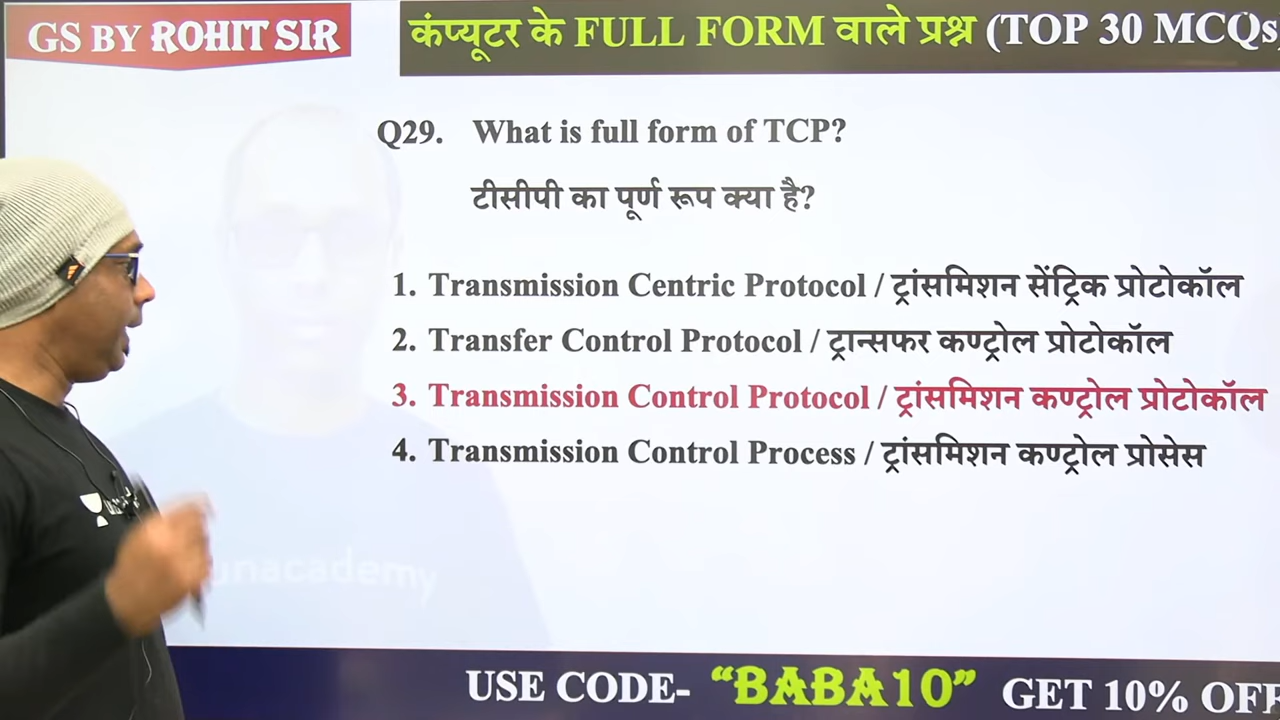 GS BY ROHIT SIR
कंप्यूटर के FULL FORM वाले प्रश्न (TOP 30 MCQs)
Q29. What is full form of TCP?
टीसीपी का पूर्ण रूप क्या है?
1. Transmission Centric Protocol / ट्रांसमिशन सेंट्रिक प्रोटोकॉल
2. Transfer Control Protocol / ट्रान्सफर कण्ट्रोल प्रोटोकॉल
3. Transmission Control Protocol / ट्रांसमिशन कण्ट्रोल प्रोटोकॉल
4. Transmission Control Process / ट्रांसमिशन कण्ट्रोल प्रोसेस
unacademy
USE CODE- “BABA10” GET 10% OFF